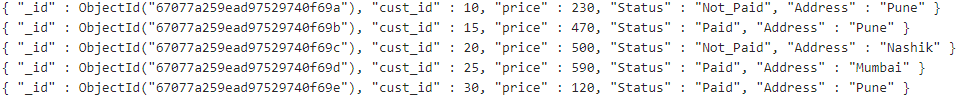 { "_id" : ObjectId("67077a259ead97529740f69a"), "cust_id" : 10, "price" : 230, "Status" : "Not_Paid", "Address" : "Pune" }
{ "_id" : ObjectId("67077a259ead97529740f69b"), "cust_id" : 15, "price" : 470, "Status" : "Paid", "Address" : "Pune" }
{ "_id" : ObjectId("67077a259ead97529740f69c"), "cust_id" : 20, "price" : 500, "Status" : "Not_Paid", "Address" : "Nashik" }
{ "_id" : ObjectId("67077a259ead97529740f69d"), "cust_id" : 25, "price" : 590, "Status" : "Paid", "Address" : "Mumbai" }
{ "_id" : ObjectId("67077a259ead97529740f69e"), "cust_id" : 30, "price" : 120, "Status" : "Paid", "Address" : "Pune" }